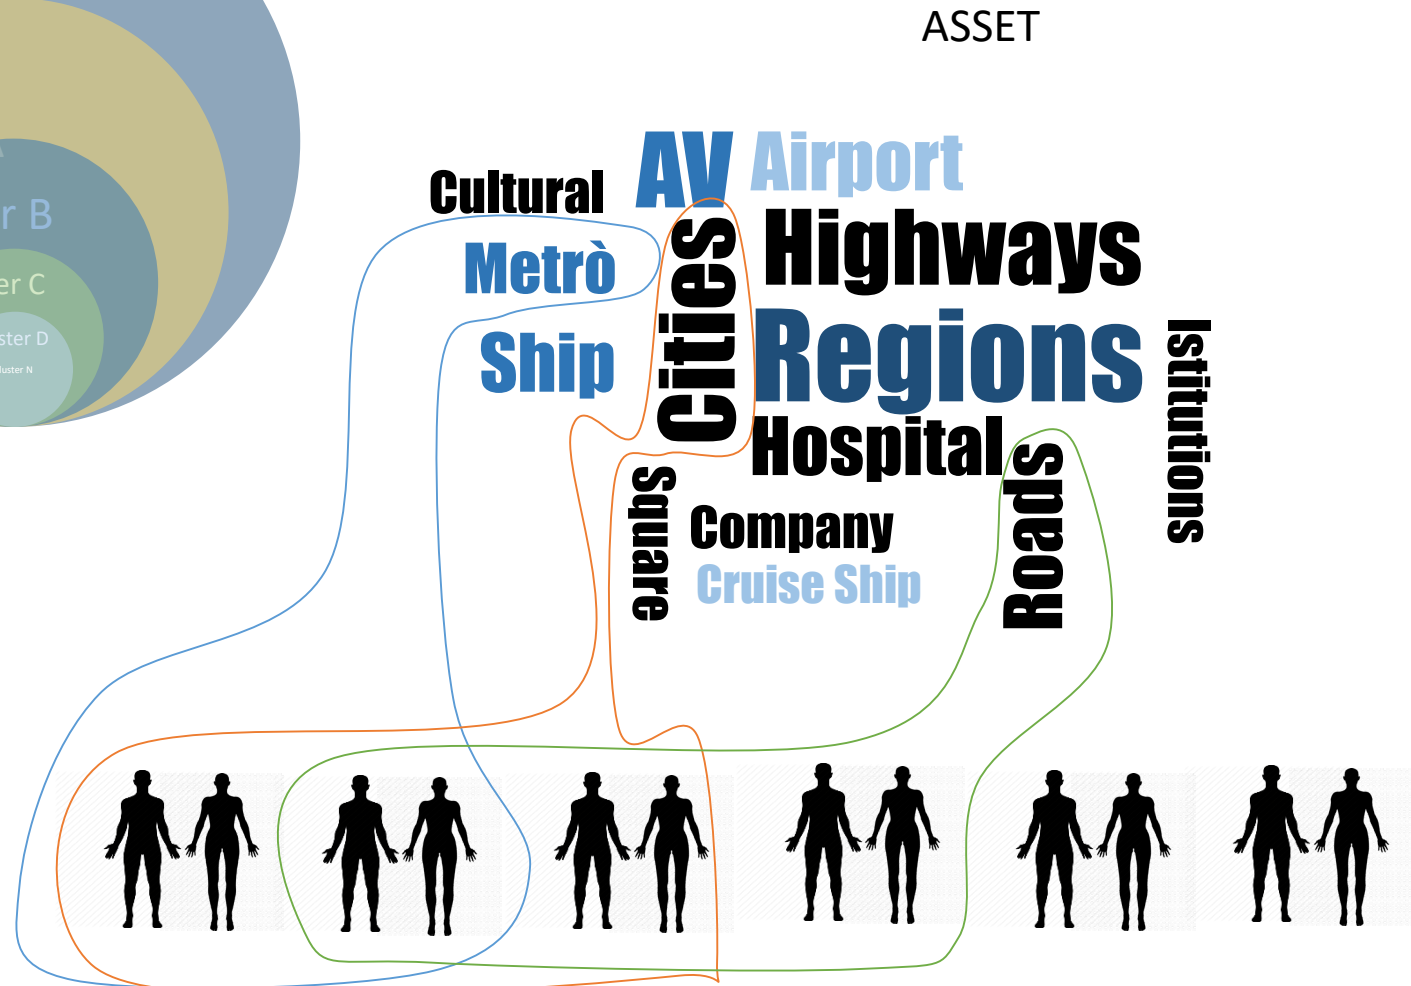 ASSET
AV Airport
Cultural
Highways
Metrò
Cities
Regions
Ship
Istitutions
Hospital
Roads
Square
Company
Cruise Ship
r B
er C
ster D
luster N